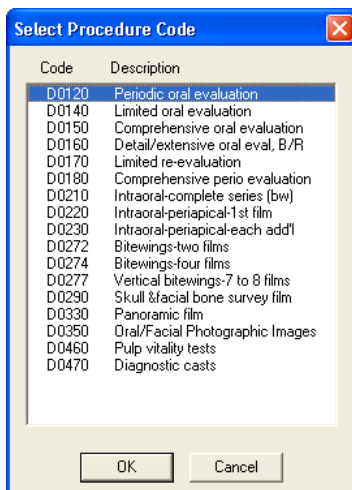 Select Procedure Code
Code Description
D0120 Periodic oral evaluation
D0140 Limited oral evaluation
D0150 Comprehensive oral evaluation
D0160 Detail/extensive oral eval, B/R
D0170 Limited re-evaluation
D0180 Comprehensive perio evaluation
D0210 Intraoral-complete series (bw)
D0220 Intraoral-periapical-1st film
D0230 Intraoral-periapical-each add'l
D0272 Bitewings-two films
D0274 Bitewings-four films
D0277 Vertical bitewings-7 to 8 films
D0290 Skull &facial bone survey film
D0330 Panoramic film
D0350 Oral/Facial Photographic Images
D0460 Pulp vitality tests
D0470 Diagnostic casts
OK Cancel